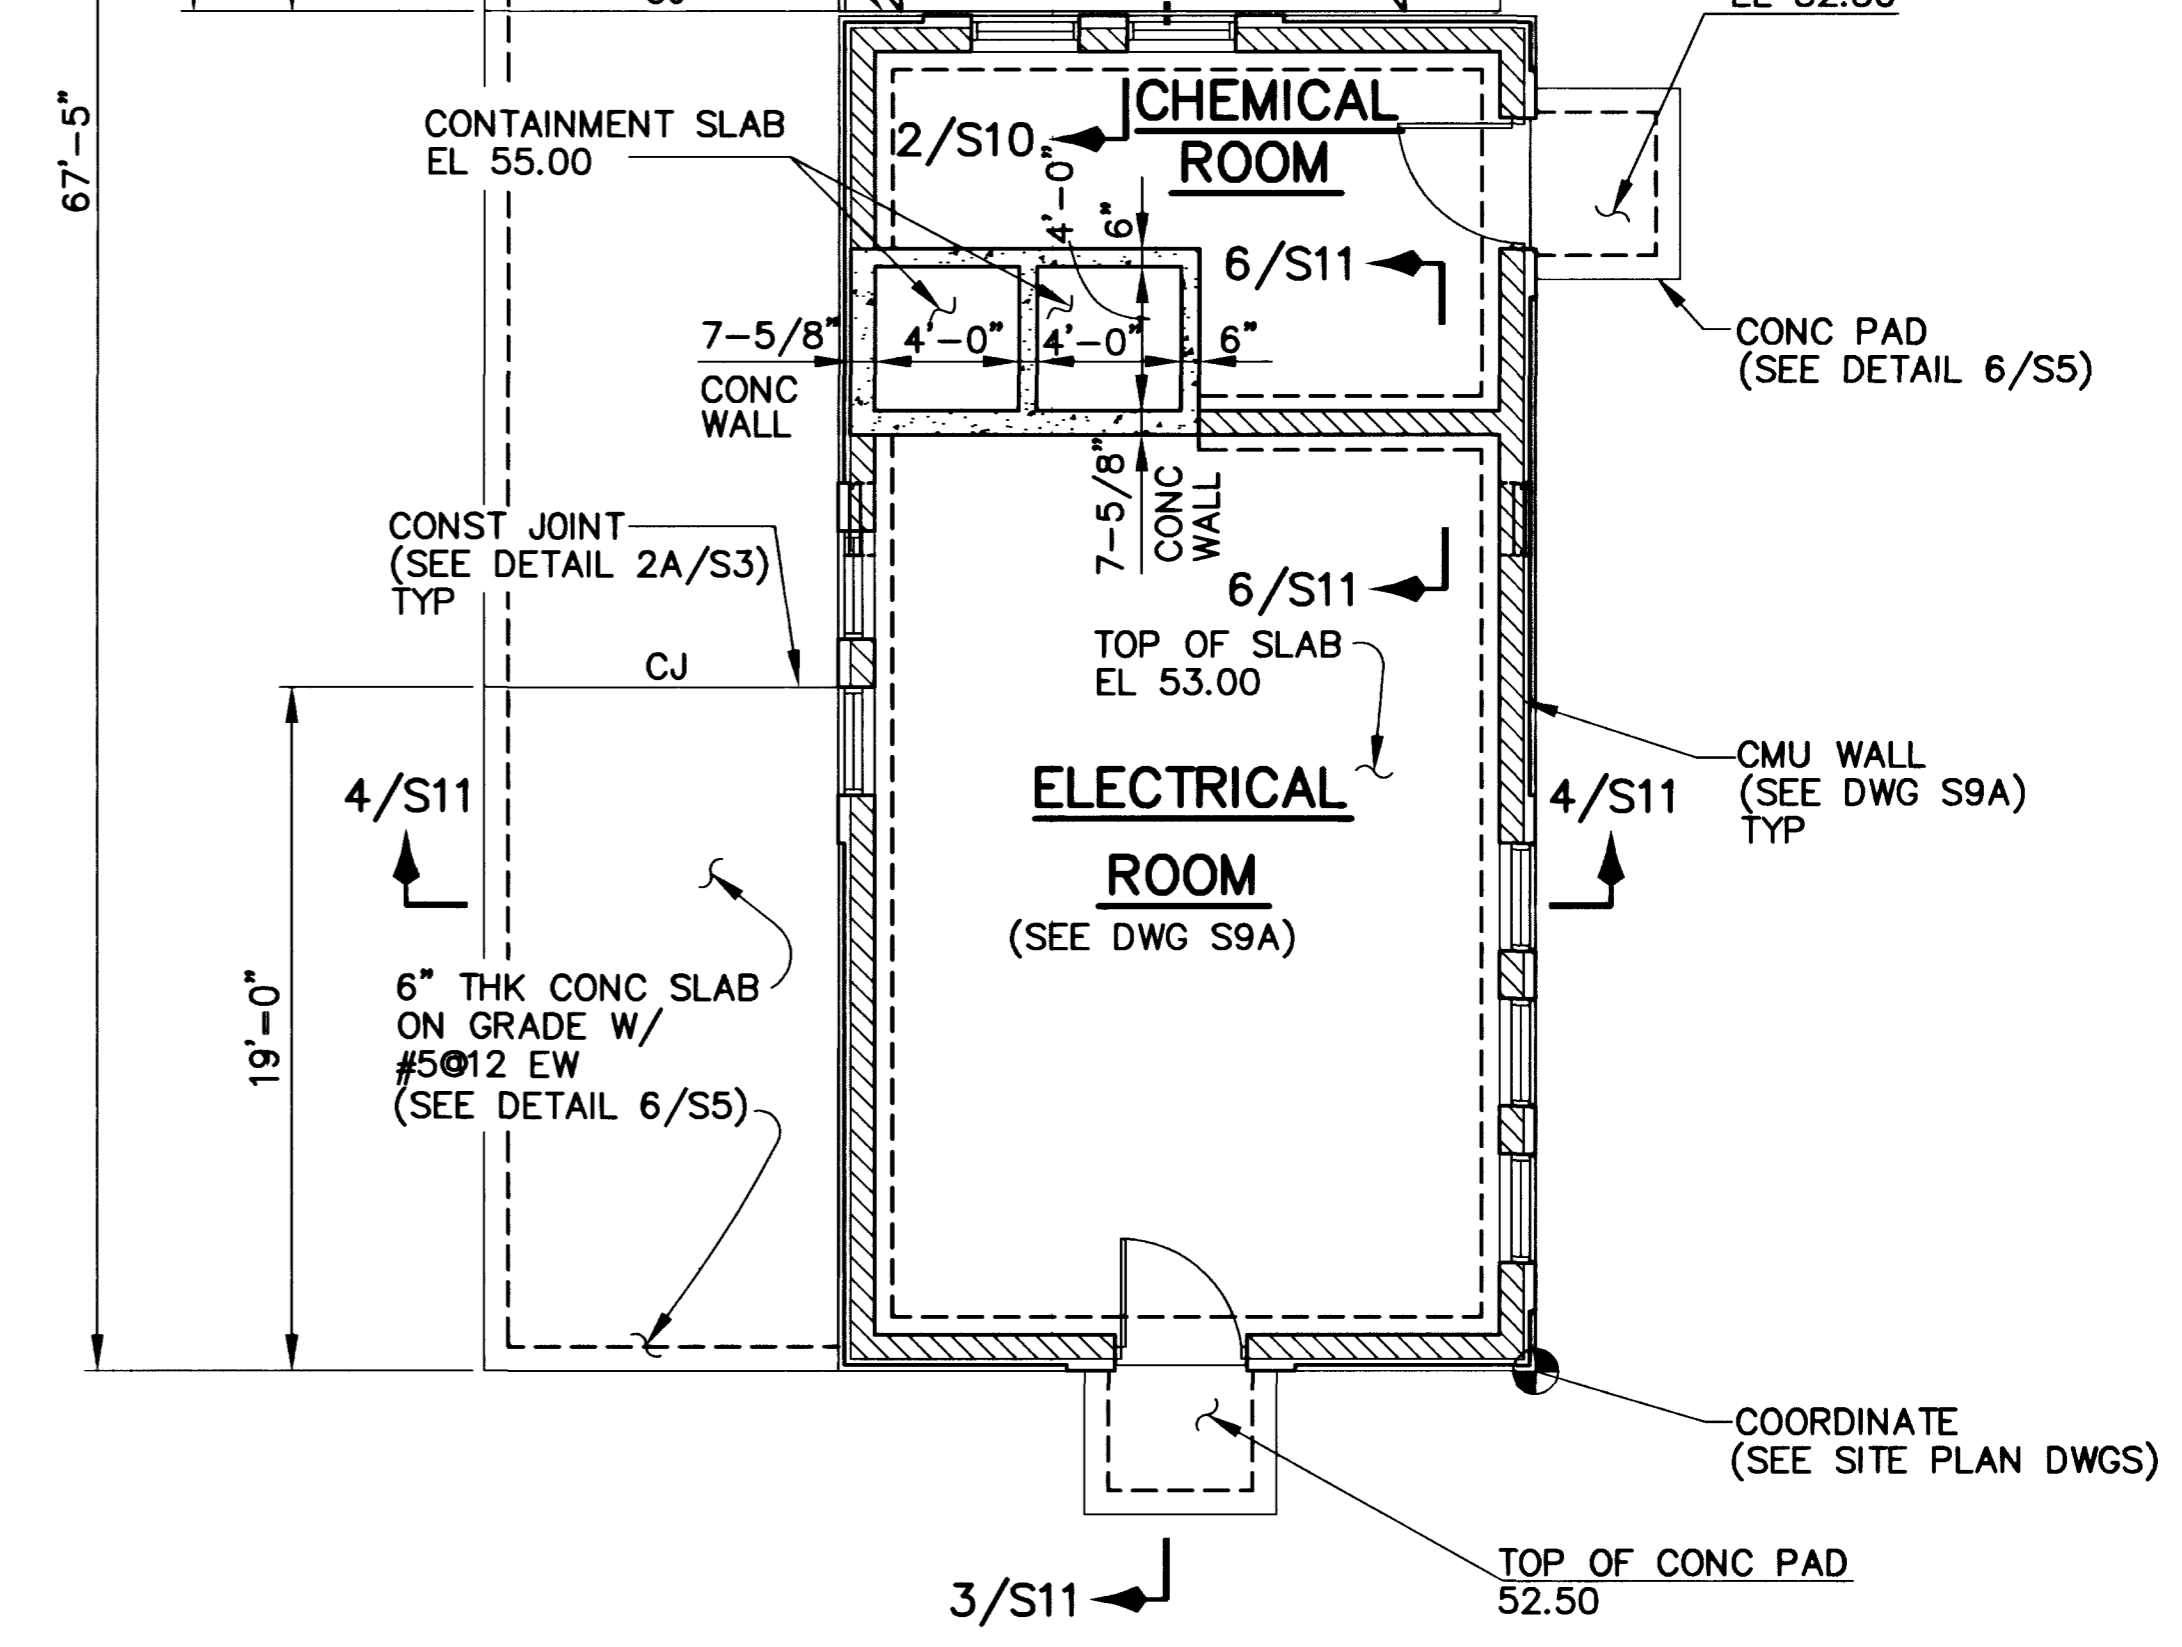 67'-5"
CONTAINMENT SLAB
EL 55.00
2/S10
CHEMICAL
ROOM
4'-0"
6"
6/S11
7-5/8"
CONC
WALL
4'-0"
4'-0"
6"
CONC PAD
(SEE DETAIL 6/S5)
7-5/8"
CONC
WALL
CONST JOINT
(SEE DETAIL 2A/S3)
TYP
CJ
6/S11
TOP OF SLAB
EL 53.00
ELECTRICAL
ROOM
(SEE DWG S9A)
CMU WALL
(SEE DWG S9A)
TYP
4/S11
4/S11
6" THK CONC SLAB
ON GRADE W/
#5@12 EW
(SEE DETAIL 6/S5)
19'-0"
COORDINATE
(SEE SITE PLAN DWGS)
TOP OF CONC PAD
52.50
3/S11